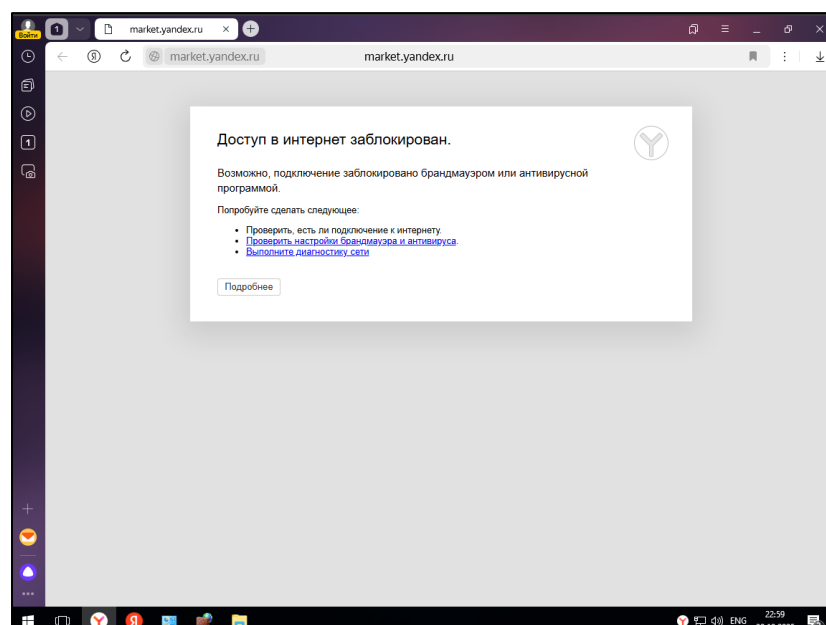 Войти
1
market.yandex.ru
Я
market.yandex.ru
market.yandex.ru
1
Доступ в интернет заблокирован.
Возможно, подключение заблокировано брандмауэром или антивирусной
программой.
Попробуйте сделать следующее:
Проверить, есть ли подключение к интернету.
Проверить настройки брандмауэра и антивируса.
Выполните диагностику сети
Подробнее
Я
ENG
22:59